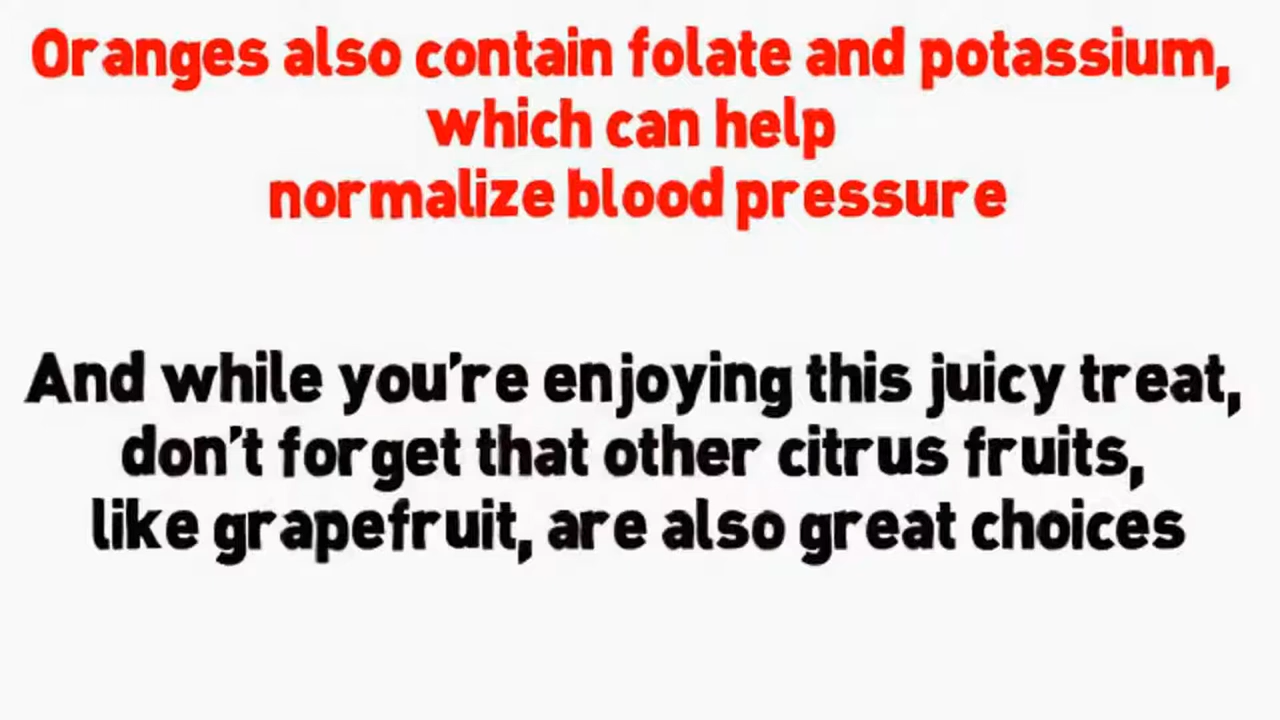 Oranges also contain folate and potassium,
which can help
normalize blood pressure
And while you're enjoying this juicy treat,
don't forget that other citrus fruits,
like grapefruit, are also great choices